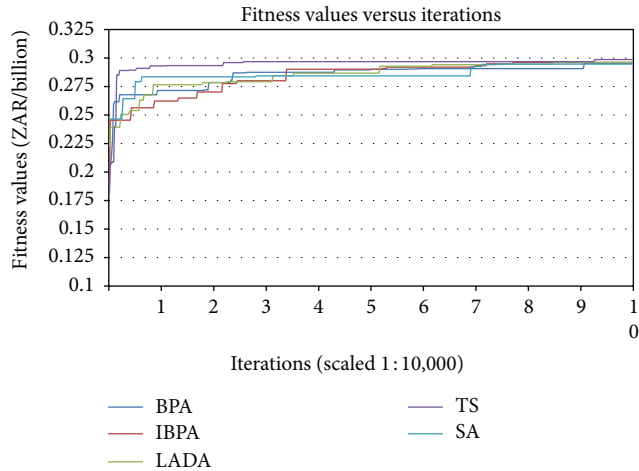 Fitness values versus iterations
Fitness values (ZAR/billion)
0.325
0.3
0.275
0.25
0.225
0.2
0.175
0.15
0.125
0.1
1 2 3 4 5 6 7 8 9 1
0
Iterations (scaled 1 : 10,000)
BPA
IBPA
LADA
TS
SA